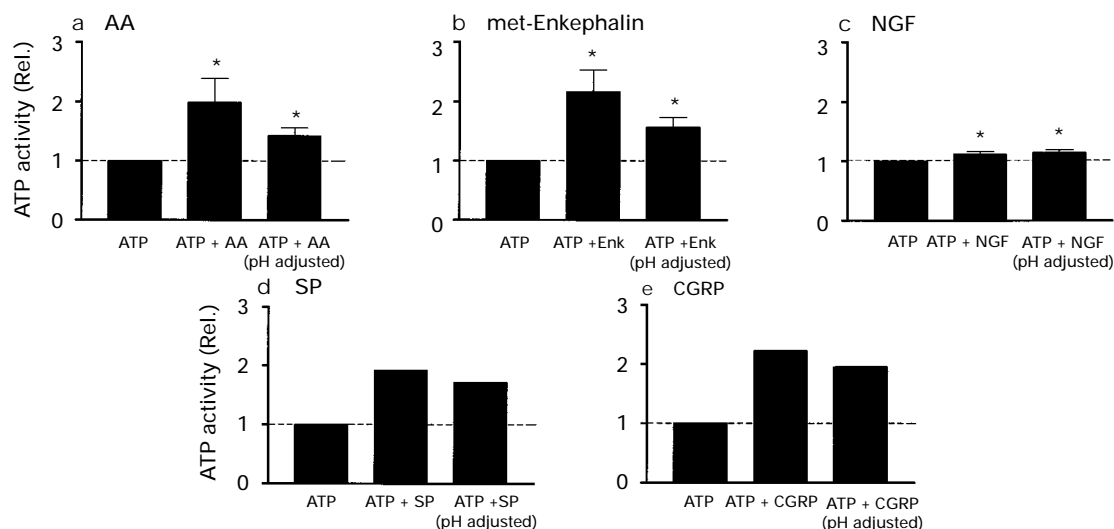 a AA
ATP activity (Rel.)
3
2
1
0
*
*
ATP
ATP + AA
ATP + AA
(pH adjusted)
b met-Enkephalin
3
2
1
0
*
*
ATP
ATP +Enk
ATP +Enk
(pH adjusted)
c NGF
3
2
1
0
*
*
ATP
ATP + NGF
ATP + NGF
(pH adjusted)
d SP
ATP activity (Rel.)
3
2
1
0
ATP
ATP + SP
ATP +SP
(pH adjusted)
e CGRP
3
2
1
0
ATP
ATP + CGRP
ATP + CGRP
(pH adjusted)